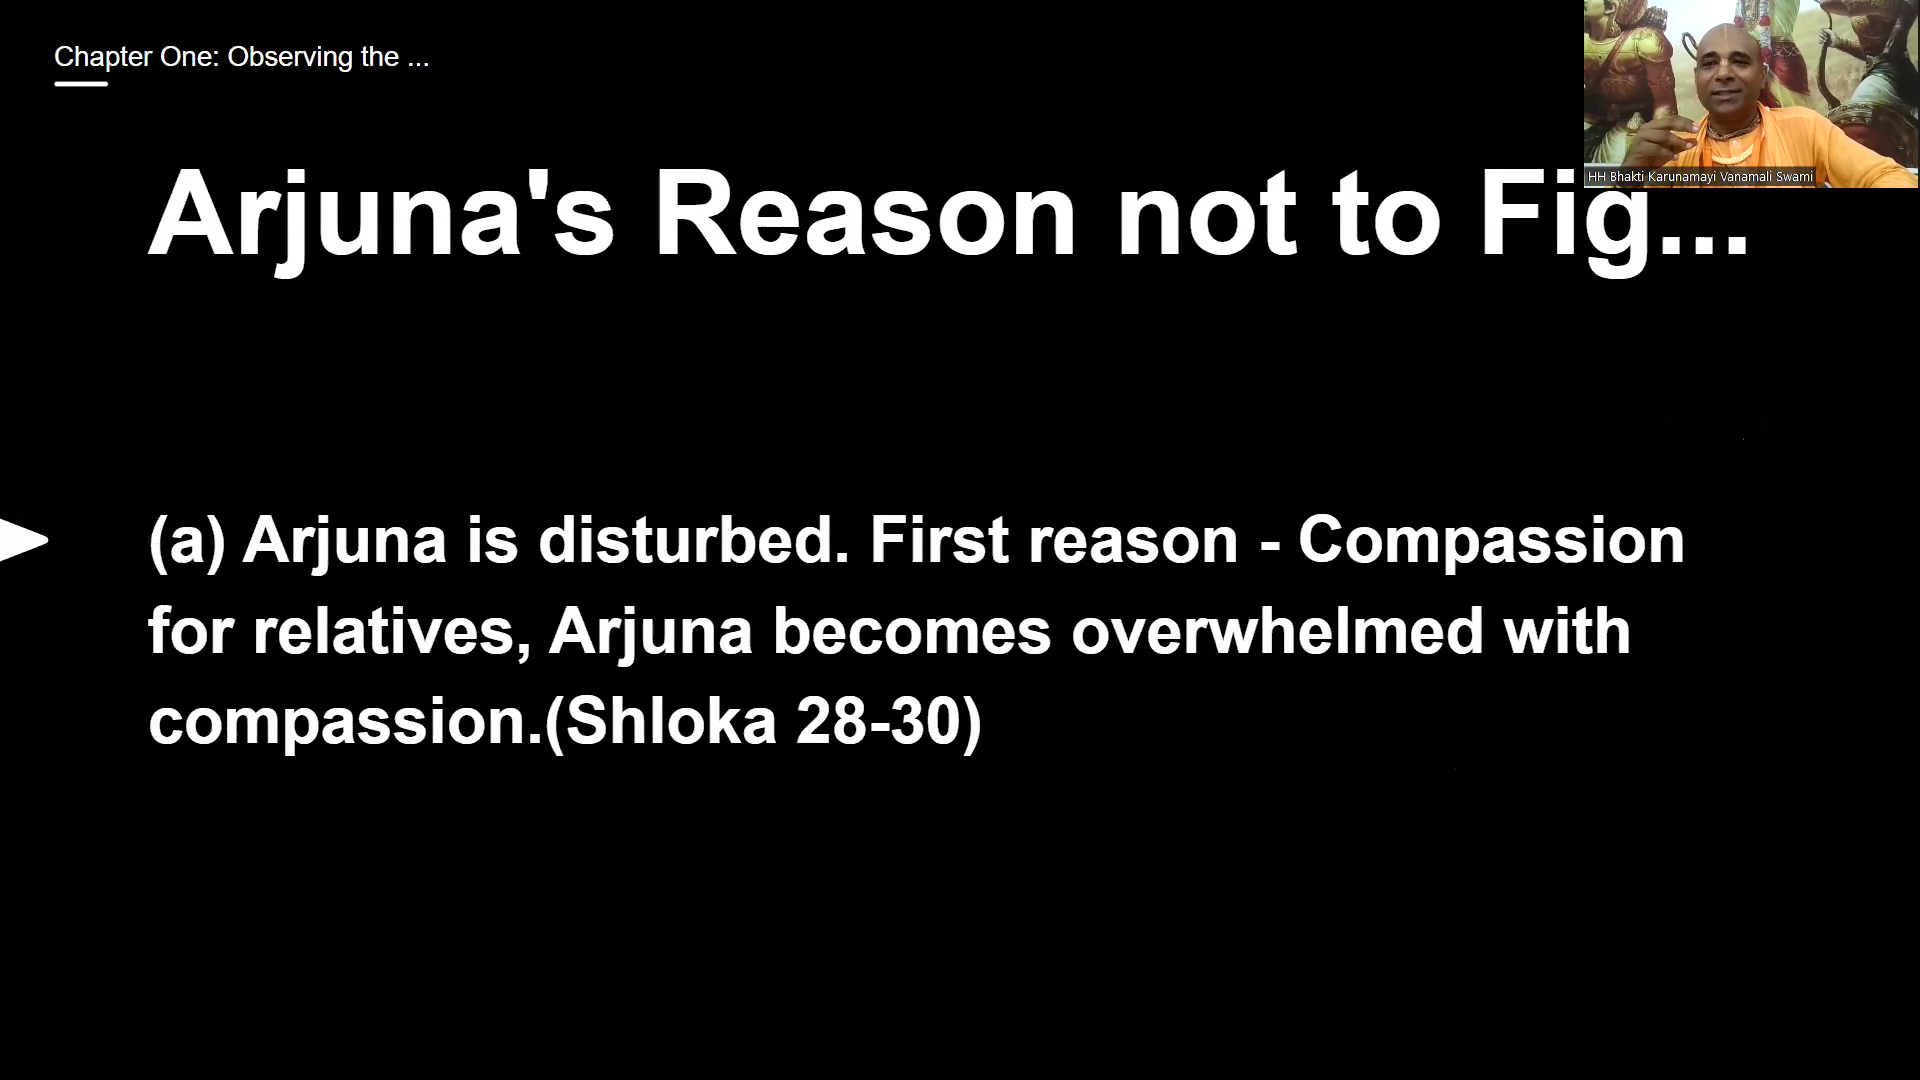 Chapter One: Observing the ...
HH Bhakti Karunamayi Vanamali Swami
Arjuna's Reason not to Fig...
(a) Arjuna is disturbed. First reason - Compassion
for relatives, Arjuna becomes overwhelmed with
compassion.(Shloka 28-30)